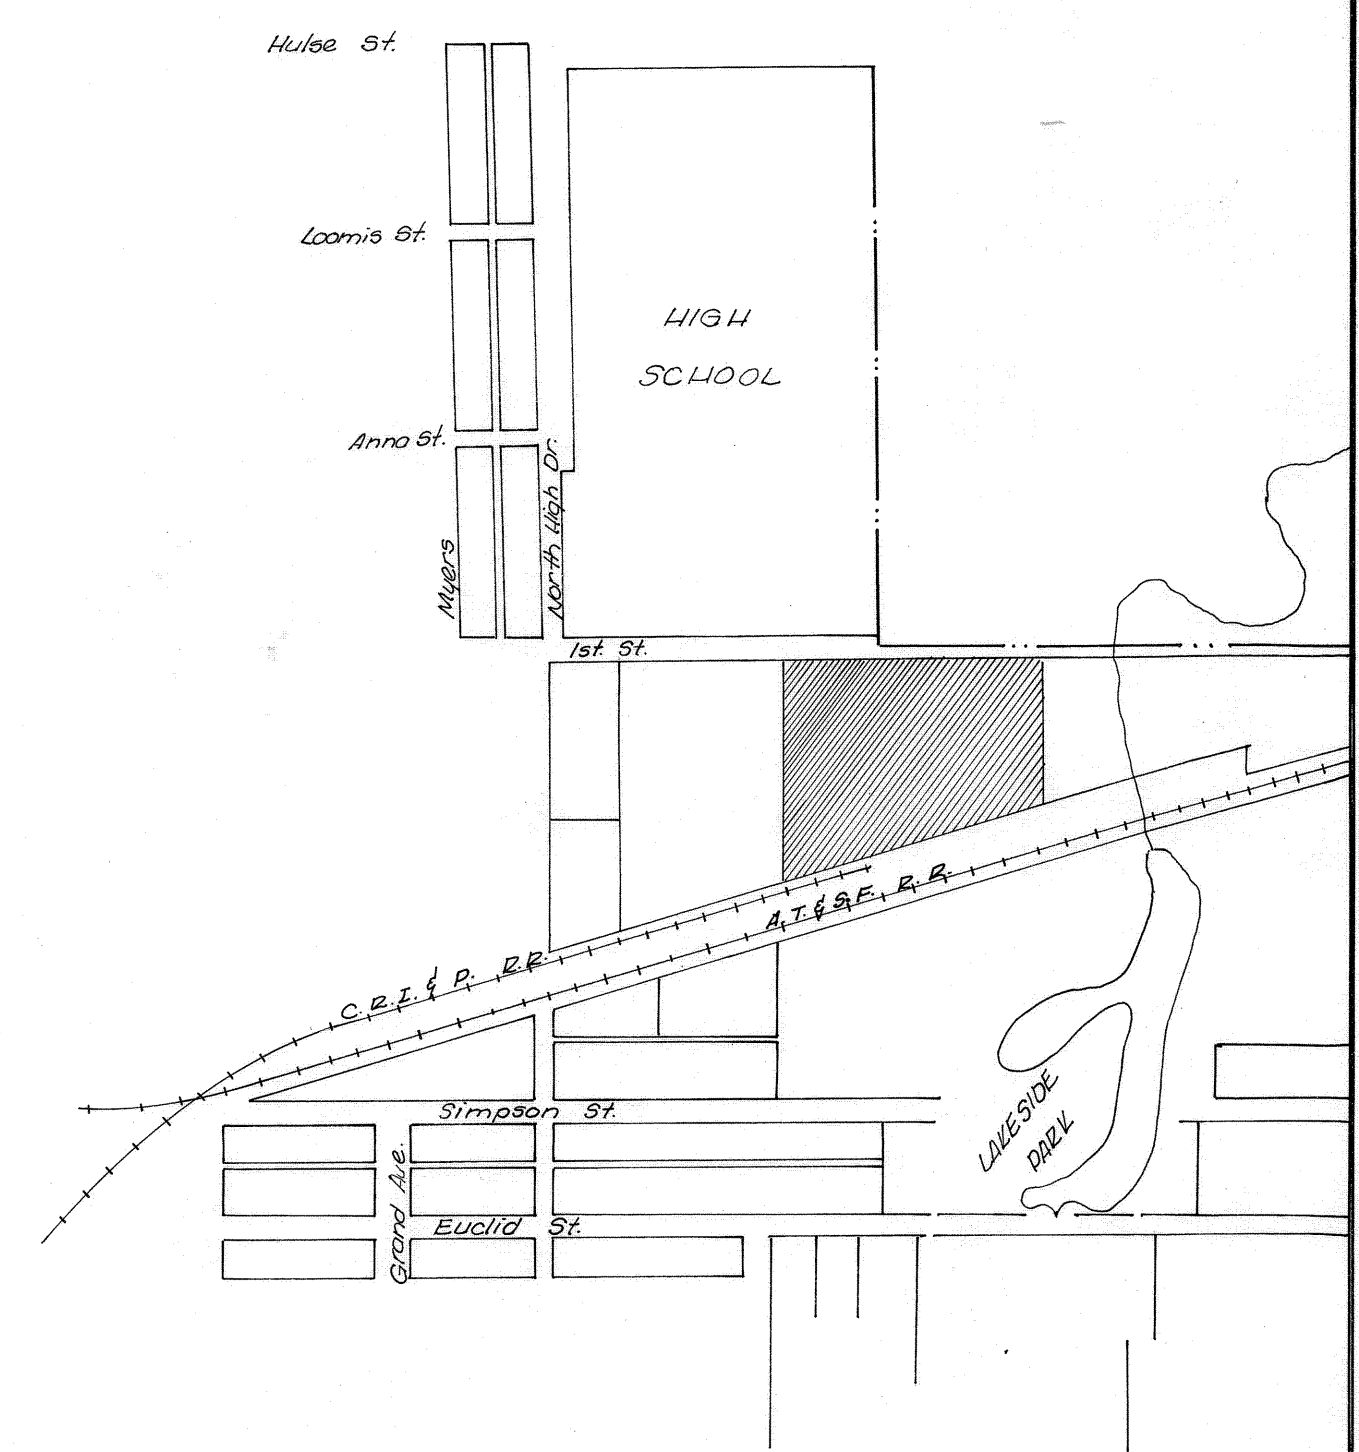 Hulse St.
Loomis St.
HIGH
SCHOOL
Anna St.
North High Dr.
Myers
1st. St.
A.T. & S.F. R.R.
C.R.I. & P. R.R.
LAKESIDE
PARK
Simpson St.
Grand Ave.
Euclid St.